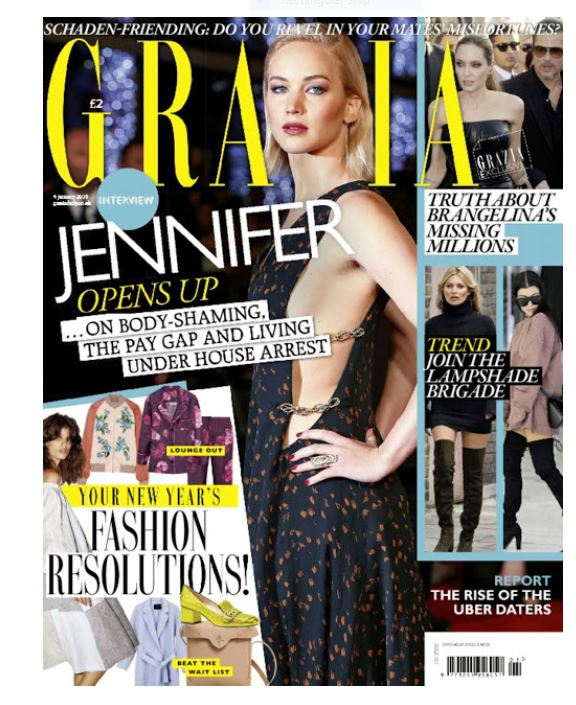 Rectangular Snip
SCHADEN-FRIENDING: DO YOU REVEL IN YOUR MATES' MISFORTUNES?
GRAZIA
£2
INTERVIEW
JENNIFER
OPENS UP
...ON BODY-SHAMING,
THE PAY GAP AND LIVING
UNDER HOUSE ARREST
GRAZIA
EXCLUSIVE
TRUTH ABOUT
BRANGELINA'S
MISSING
MILLIONS
TREND
JOIN THE
LAMPSHADE
BRIGADE
LOUNGE OUT
YOUR NEW YEAR'S
FASHION
RESOLUTIONS!
BEAT THE
WAIT LIST
REPORT
THE RISE OF THE
UBER DATERS